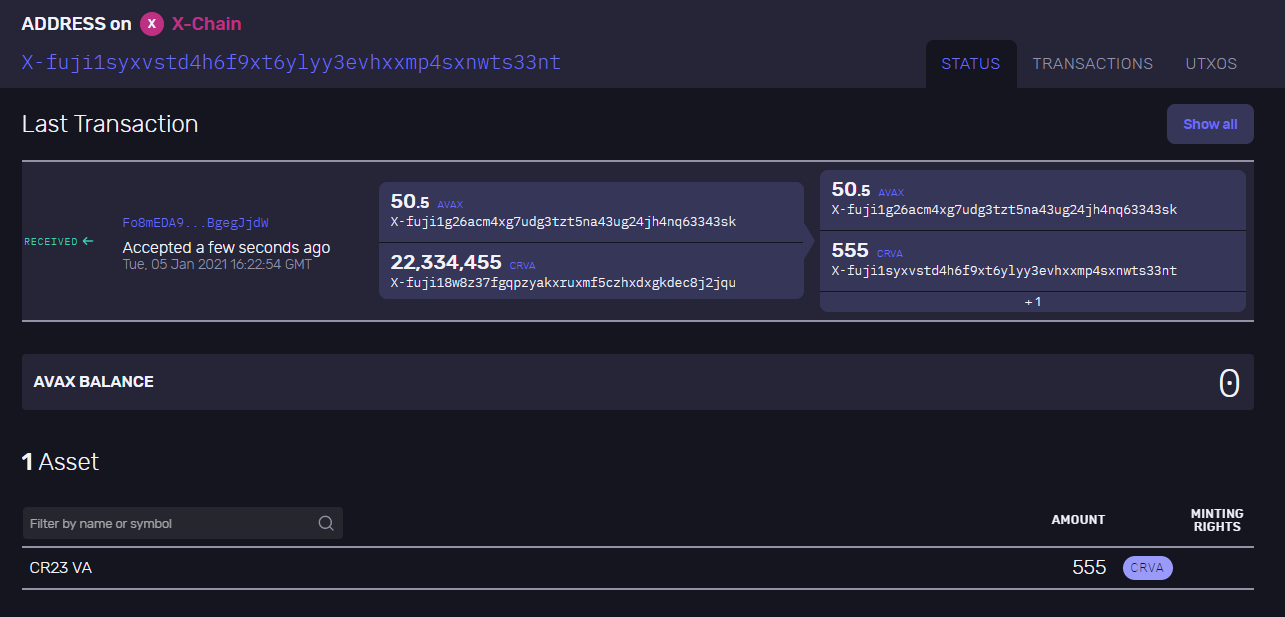 ADDRESS on X X-Chain
X-fuji1syxvstd4h6f9xt6ylyy3evhxxmp4sxnwts33nt
STATUS TRANSACTIONS UTXOS
Last Transaction
Show all
RECEIVED ←
Fo8mEDA9...BgegJjdW
Accepted a few seconds ago
Tue, 05 Jan 2021 16:22:54 GMT
50.5 AVAX
X-fuji1g26acm4xg7udg3tzt5na43ug24jh4nq63343sk
22,334,455 CRVA
X-fuji18w8z37fgqpzyakxruxmf5czhxdxgkdec8j2jqu
50.5 AVAX
X-fuji1g26acm4xg7udg3tzt5na43ug24jh4nq63343sk
555 CRVA
X-fuji1syxvstd4h6f9xt6ylyy3evhxxmp4sxnwts33nt
+1
AVAX BALANCE 0
1 Asset
Filter by name or symbol
AMOUNT
MINTING
RIGHTS
CR23 VA 555 CRVA